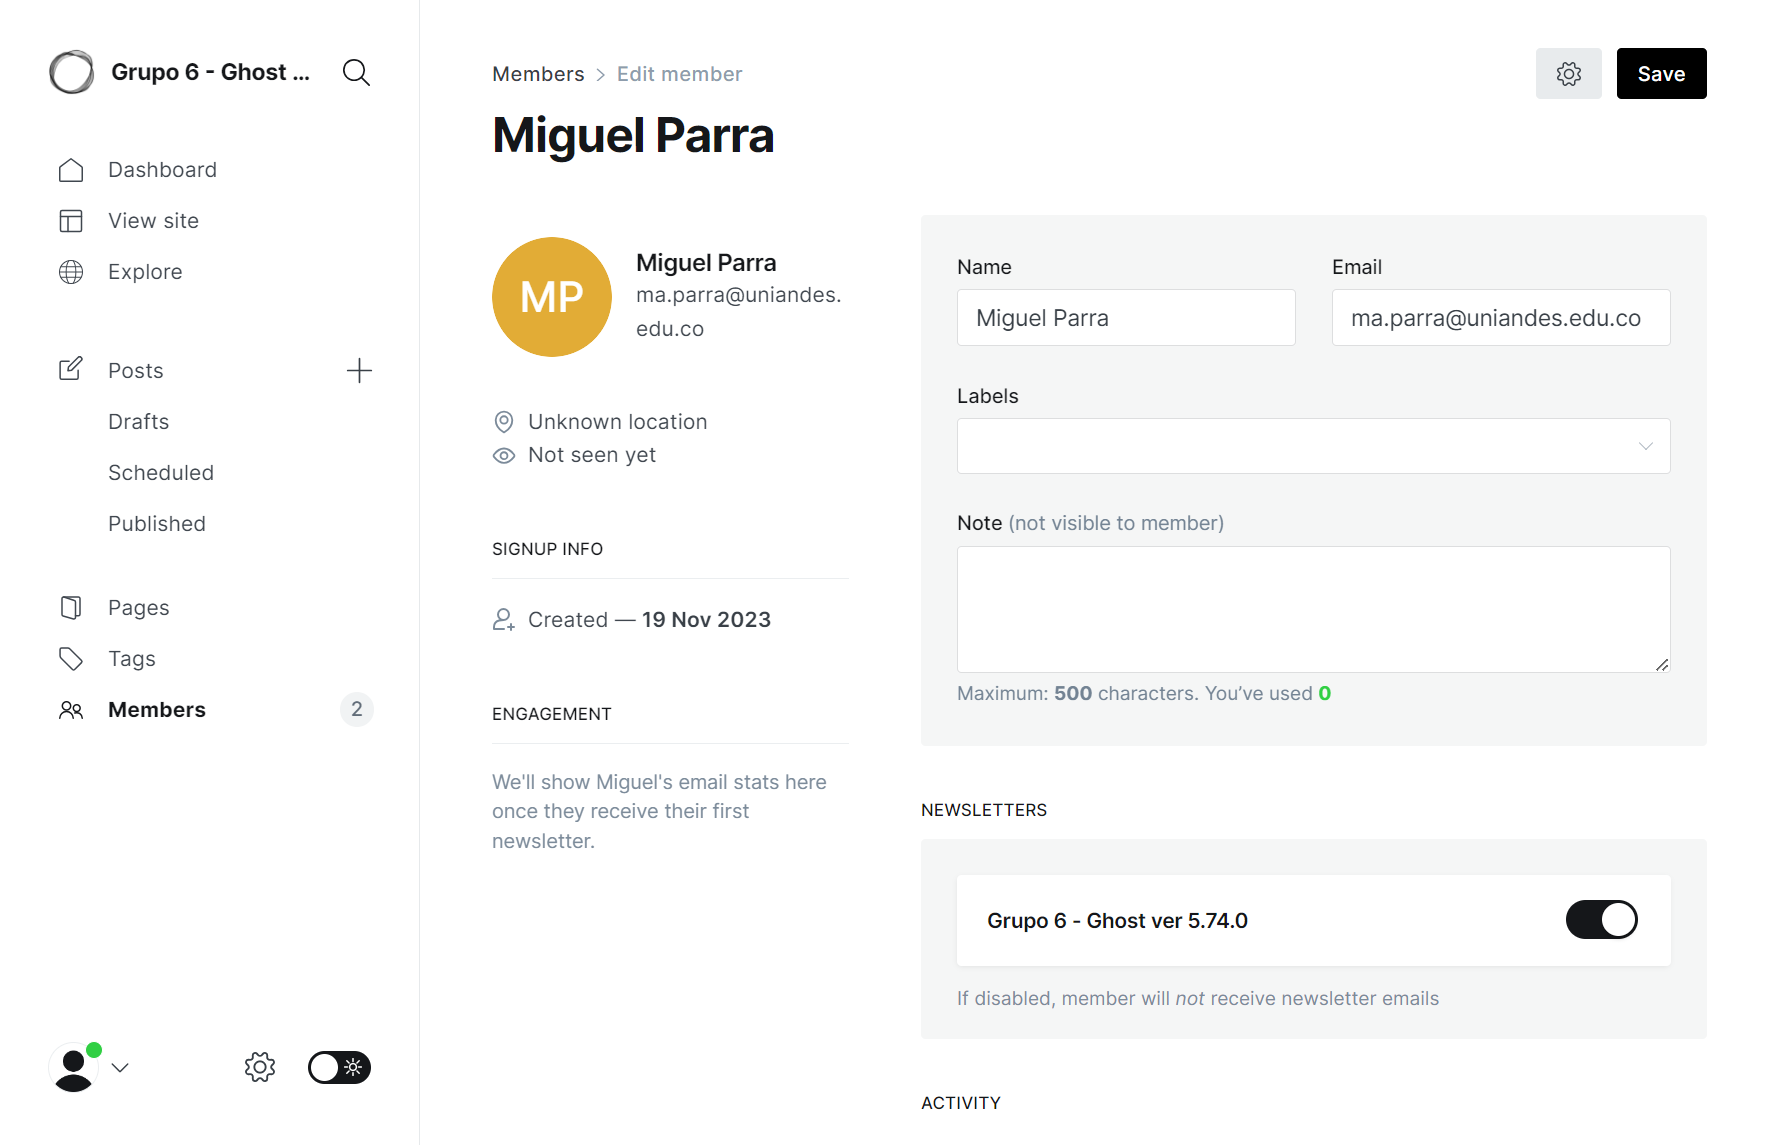 Grupo 6 - Ghost ...
Dashboard
View site
Explore
Posts
Drafts
Scheduled
Published
Pages
Tags
Members
2
Members > Edit member
Save
Miguel Parra
MP
Miguel Parra
ma.parra@uniandes.
edu.co
Unknown location
Not seen yet
SIGNUP INFO
Created — 19 Nov 2023
ENGAGEMENT
We'll show Miguel's email stats here
once they receive their first
newsletter.
Name
Miguel Parra
Email
ma.parra@uniandes.edu.co
Labels
Note (not visible to member)
Maximum: 500 characters. You’ve used 0
NEWSLETTERS
Grupo 6 - Ghost ver 5.74.0
If disabled, member will not receive newsletter emails
ACTIVITY